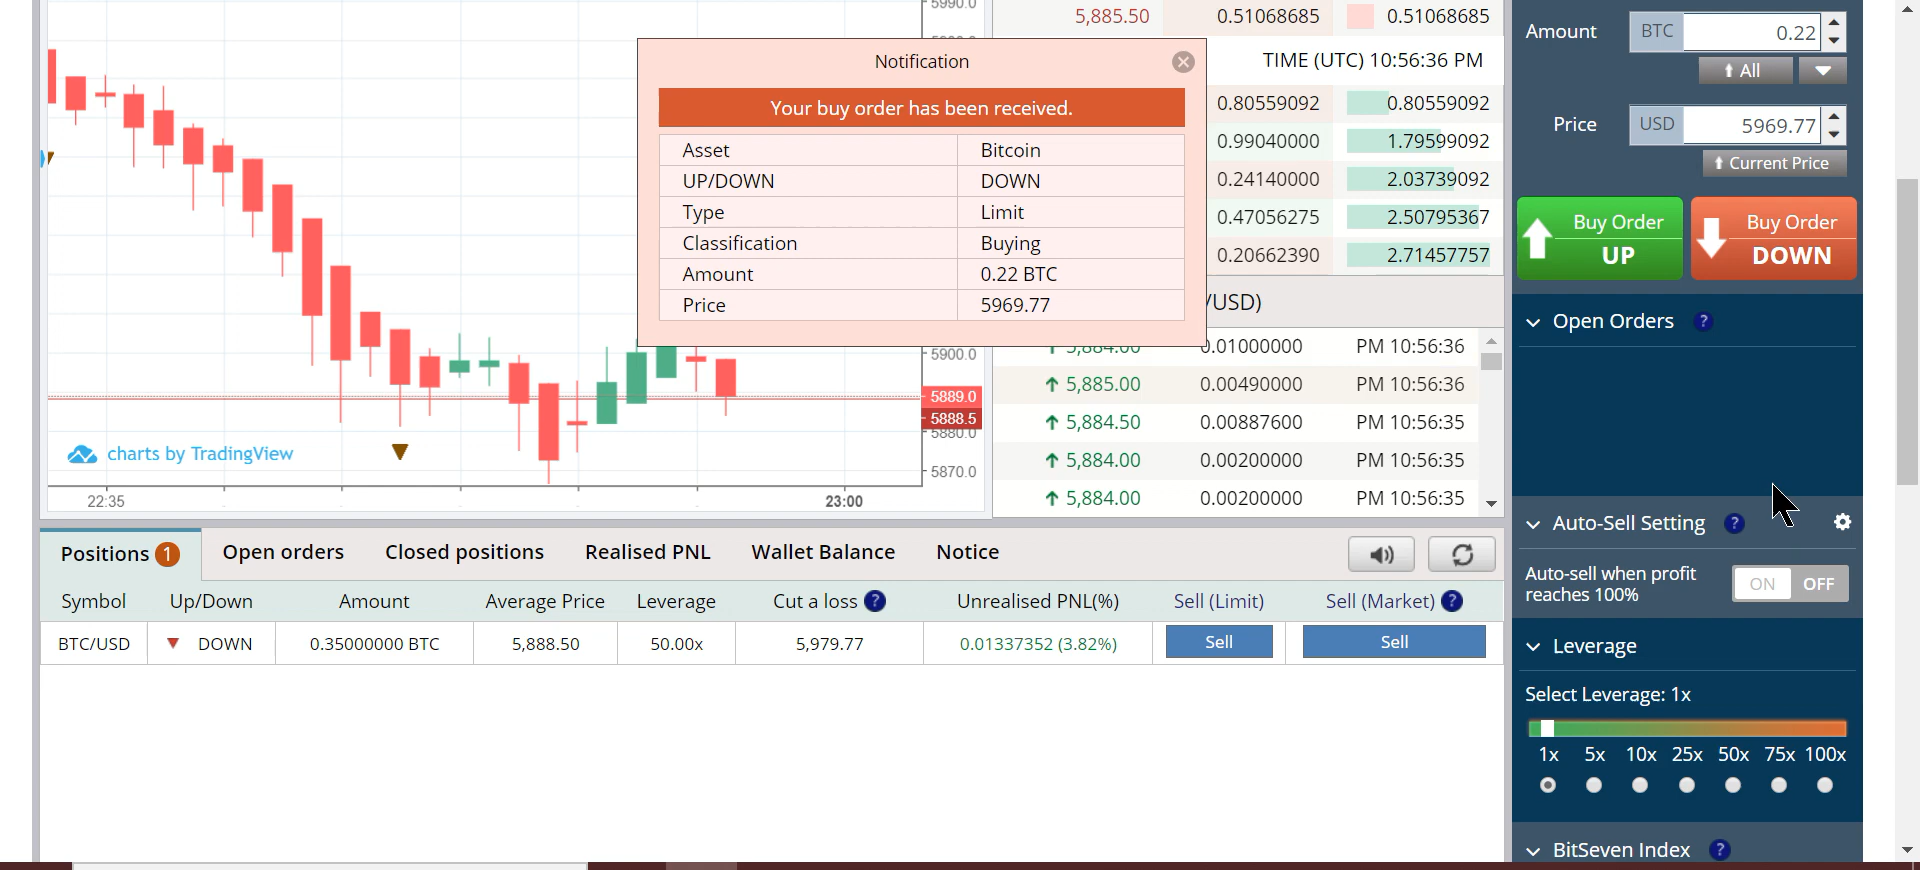 5990.0
5,885.50 0.51068685 0.51068685
Amount BTC 0.22
All
Notification
TIME (UTC) 10:56:36 PM
Your buy order has been received.
Asset Bitcoin
UP/DOWN DOWN
Type Limit
Classification Buying
Amount 0.22 BTC
Price 5969.77
0.80559092 0.80559092
0.99040000 1.79599092
0.24140000 2.03739092
0.47056275 2.50795367
0.20662390 2.71457757
/USD)
Price USD 5969.77
Current Price
Buy Order
UP
Buy Order
DOWN
Open Orders ?
5,884.00 0.01000000 PM 10:56:36
5,885.00 0.00490000 PM 10:56:36
5,884.50 0.00887600 PM 10:56:35
5,884.00 0.00200000 PM 10:56:35
5,884.00 0.00200000 PM 10:56:35
5900.0
5889.0
5888.5
5880.0
5870.0
charts by TradingView
22:35 23:00
Auto-Sell Setting ?
Auto-sell when profit
reaches 100%
ON OFF
Positions 1 Open orders Closed positions Realised PNL Wallet Balance Notice
Symbol Up/Down Amount Average Price Leverage Cut a loss ? Unrealised PNL(%) Sell (Limit) Sell (Market) ?
BTC/USD DOWN 0.35000000 BTC 5,888.50 50.00x 5,979.77 0.01337352 (3.82%) Sell Sell
Leverage
Select Leverage: 1x
1x 5x 10x 25x 50x 75x 100x
BitSeven Index ?